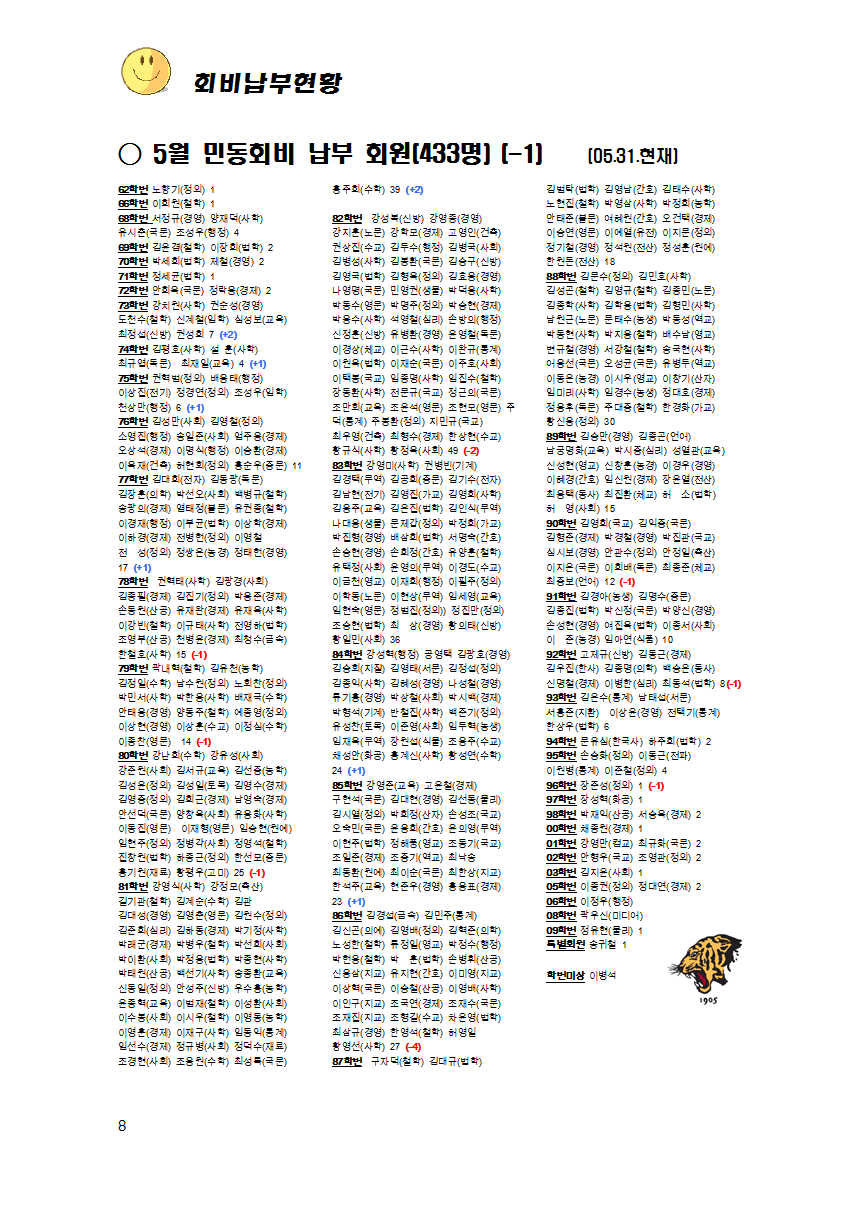 회비납부현황
○ 5월 민동회비 납부 회원(433명) (-1) (05.31.현재)
62학번 노항기(정외) 1
66학번 이희원(철학) 1
68학번 서정규(경영) 양재덕(사학)
유시춘(국문) 조성우(행정) 4
69학번 김윤겸(철학) 이장희(법학) 2
70학번 박세희(법학) 제철(경영) 2
71학번 정세균(법학) 1
72학번 안희욱(국문) 정락용(경제) 2
73학번 강치원(사학) 권순성(경영)
도천수(철학) 신계철(임학) 심성보(교육)
최정섭(신방) 권성희 7 (+2)
74학번 김평호(사학) 설 훈(사학)
최규엽(독문) 최재일(교육) 4 (+1)
75학번 권혁범(정외) 배용태(행정)
이상집(전기) 정경연(정외) 조성우(임학)
천상만(행정) 6 (+1)
76학번 김성만(사회) 김영철(정외)
소영집(행정) 송일준(사회) 엄주웅(경제)
오상석(경제) 이명식(행정) 이승환(경제)
이욱재(건축) 허현회(정외) 홍순우(중문) 11
77학번 김대희(전자) 김동광(독문)
김장훈(의학) 박선오(사회) 백병규(철학)
송광의(경제) 염태정(불문) 유권종(철학)
이경재(행정) 이부균(법학) 이상학(경제)
이하경(경제) 전병헌(정외) 이영철
전 성(정외) 정광은(농경) 정태헌(경영)
17 (+1)
78학번 권혁태(사학) 김광경(사회)
김종필(경제) 김집기(정외) 박용준(경제)
손동원(산공) 유재완(경제) 유재욱(사학)
이강빈(철학) 이규태(사학) 전영하(법학)
조영부(산공) 천병윤(경제) 최청수(금속)
한철호(사학) 15 (-1)
79학번 곽내혁(철학) 김유천(농학)
김정일(수학) 남수원(정외) 노희찬(정외)
박민서(사학) 박한용(사학) 배재국(수학)
안태용(경영) 양동주(철학) 예종영(정외)
이상현(경영) 이상훈(수교) 이정심(수학)
이종찬(영문) 14 (-1)
80학번 강난희(수학) 강유성(사회)
강준원(사회) 김서규(교육) 김선종(농학)
김성운(정외) 김성일(토목) 김영수(경제)
김영종(정외) 김희근(경제) 남영숙(경제)
안선덕(국문) 양창욱(사회) 유용화(사학)
이동집(영문) 이재형(영문) 임승현(원예)
임현주(정외) 정병각(사회) 정영석(철학)
집창원(법학) 하종근(정외) 한선모(중문)
홍기원(재료) 황평우(고미) 25 (-1)
81학번 강영식(사학) 강정모(축산)
길기관(철학) 김계순(수학) 김관
김대성(경영) 김영춘(영문) 김원수(정외)
김준희(심리) 김하동(경제) 박기정(사학)
박래군(경제) 박병우(철학) 박선희(사회)
박이환(사회) 박정용(법학) 박종현(사학)
박태원(산공) 백선기(사학) 송종환(교육)
신동일(정외) 안성주(신방) 우수홍(농학)
윤종혁(교육) 이범재(철학) 이성환(사회)
이수봉(사회) 이시우(철학) 이영동(농학)
이영훈(경제) 이재구(사학) 임동익(통계)
임선수(경제) 정규병(사회) 정덕수(재료)
조경현(사회) 조용원(수학) 최성록(국문)
홍주희(수학) 39 (+2)
82학번 강성복(신방) 강영중(경영)
강지훈(노문) 강학모(경제) 고영인(건축)
권상집(수교) 김두수(행정) 김병국(사회)
김병성(사학) 김봉환(국문) 김승구(신방)
김영국(법학) 김형욱(정외) 김효용(경영)
나영명(국문) 민영권(생물) 박덕용(사학)
박동수(영문) 박명주(정외) 박승현(경제)
박용수(사학) 석영철(심리) 손방의(행정)
신정훈(신방) 유병환(경영) 윤영철(독문)
이경상(체교) 이근수(사학) 이완규(통계)
이원욱(법학) 이재순(국문) 이주호(사회)
이택봉(국교) 임종명(사학) 임집수(철학)
장동환(사학) 전문규(국교) 정근의(국문)
조만희(교육) 조윤석(영문) 조현모(영문) 주
덕(통계) 주봉환(정외) 지민규(국교)
최우영(건축) 최형수(경제) 한상현(수교)
황규식(사학) 황정욱(사회) 49 (-2)
83학번 강영미(사학) 권병빈(기계)
김경택(무역) 김궁희(중문) 김기수(전자)
김남현(전기) 김영집(가교) 김영희(사학)
김용주(교육) 김은집(법학) 김인식(무역)
나대용(생물) 문제갑(정외) 박정희(가교)
박집형(경영) 배삼희(법학) 서명숙(간호)
손승현(경영) 손희정(간호) 유양훈(철학)
유택정(사회) 윤영의(무역) 이경도(수교)
이금천(영교) 이재희(행정) 이필주(정외)
이학동(노문) 이현상(무역) 임세영(교육)
임현숙(영문) 정범집(정외)) 정집만(정외)
조승현(법학) 최 상(경영) 황의태(신방)
황일민(사회) 36
84학번 강성혁(행정) 공영택 김광호(경영)
김승회(지질) 김영태(서문) 김정섭(정외)
김종익(사학) 김혜성(경영) 나성철(경영)
류기홍(경영) 박상철(사회) 박시백(경제)
박형석(기계) 반철집(사학) 백준기(정외)
유성찬(토목) 이준영(사회) 임무혁(농생)
임재욱(무역) 장원섭(식물) 조용주(수교)
채성안(화공) 홍계신(사학) 황성연(수학)
24 (+1)
85학번 강영준(교육) 고윤철(경제)
구현석(국문) 김대현(경영) 김선동(물리)
김시열(정외) 박희정(산자) 손성조(국교)
오숙민(국문) 윤용희(간호) 윤의영(무역)
이현주(법학) 정해롱(영교) 조동기(국교)
조일준(경제) 조종기(역교) 최낙승
최동환(원예) 최이순(국문) 최한상(지교)
한석주(교육) 현준우(경영) 홍용표(경제)
23 (+1)
86학번 김경섭(금속) 김민주(통계)
김신곤(의예) 김영배(정외) 김혁준(의학)
노성한(철학) 류정일(영교) 박정수(행정)
박헌용(철학) 박 훈(법학) 손병휘(산공)
신용삼(지교) 유지현(간호) 이미영(지교)
이상혁(국문) 이승철(산공) 이영배(사학)
이인구(지교) 조국연(경제) 조재수(국문)
조재집(지교) 조형길(수교) 차윤영(법학)
최삼규(경영) 한영석(철학) 허영일
황영선(사학) 27 (-4)
87학번 구자덕(철학) 김대규(법학)
김범탁(법학) 김영남(간호) 김태수(사학)
노현집(철학) 박영삼(사학) 박정희(농학)
안태준(불문) 여혜원(간호) 오건택(경제)
이승연(영문) 이예열(유전) 이지문(정외)
정기철(경영) 정석원(전산) 정성훈(원예)
한원돈(전산) 18
88학번 김문수(정외) 김민호(사학)
김성곤(철학) 김영규(철학) 김종민(노문)
김종학(사학) 김학용(법학) 김형민(사학)
남원근(노문) 문태수(농생) 박동성(역교)
박동현(사학) 박지용(철학) 배수남(영교)
변규철(경영) 서강철(철학) 송국현(사학)
어용선(국문) 오성균(국문) 유병두(역교)
이동은(농경) 이시우(영교) 이창기(산자)
임미리(사학) 임경수(농생) 정대호(경제)
정용후(독문) 주대중(철학) 한경화(가교)
황신용(정외) 30
89학번 김승만(경영) 김중곤(언어)
남궁명화(교육) 박시종(심리) 성열관(교육)
신성현(영교) 신창훈(농경) 이경우(경영)
이혜경(간호) 임신원(경제) 장윤열(전산)
최용택(통사) 최집환(체교) 허 소(법학)
허 영(사회) 15
90학번 김영희(국교) 김익중(국문)
김형준(경제) 박경철(경영) 박집관(국교)
심시보(경영) 안관수(정외) 안정일(축산)
이지은(국문) 이희배(독문) 최종준(체교)
최종보(언어) 12 (-1)
91학번 김경아(농생) 김명수(중문)
김종집(법학) 박신정(국문) 박양신(경영)
손성현(경영) 여집욱(법학) 이종서(사회)
이 준(농경) 임아연(식품) 10
92학번 고제규(신방) 김동근(경제)
김우집(한사) 김종명(의학) 백승은(동사)
신명철(경제) 이병한(심리) 최동석(법학) 8(-1)
93학번 김은수(통계) 남태섭(서문)
서홍준(지환) 이상윤(경영) 전택기(통계)
한상우(법학) 6
94학번 문유심(한국사) 하주희(법학) 2
95학번 손승화(정외) 이동근(전파)
이원병(통계) 이준철(정외) 4
96학번 장준성(정외) 1 (-1)
97학번 장성혁(화공) 1
98학번 박재익(산공) 서승욱(경제) 2
00학번 채종원(경제) 1
01학번 강영만(컴교) 최규화(국문) 2
02학번 안형우(국교) 조영관(정외) 2
03학번 김지윤(사회) 1
05학번 이종권(정외) 정대연(경제) 2
06학번 이정우(행정)
08학번 곽우신(미디어)
09학번 정유현(물리) 1
특별회원 송귀철 1
학번미상 이병석
1905
8